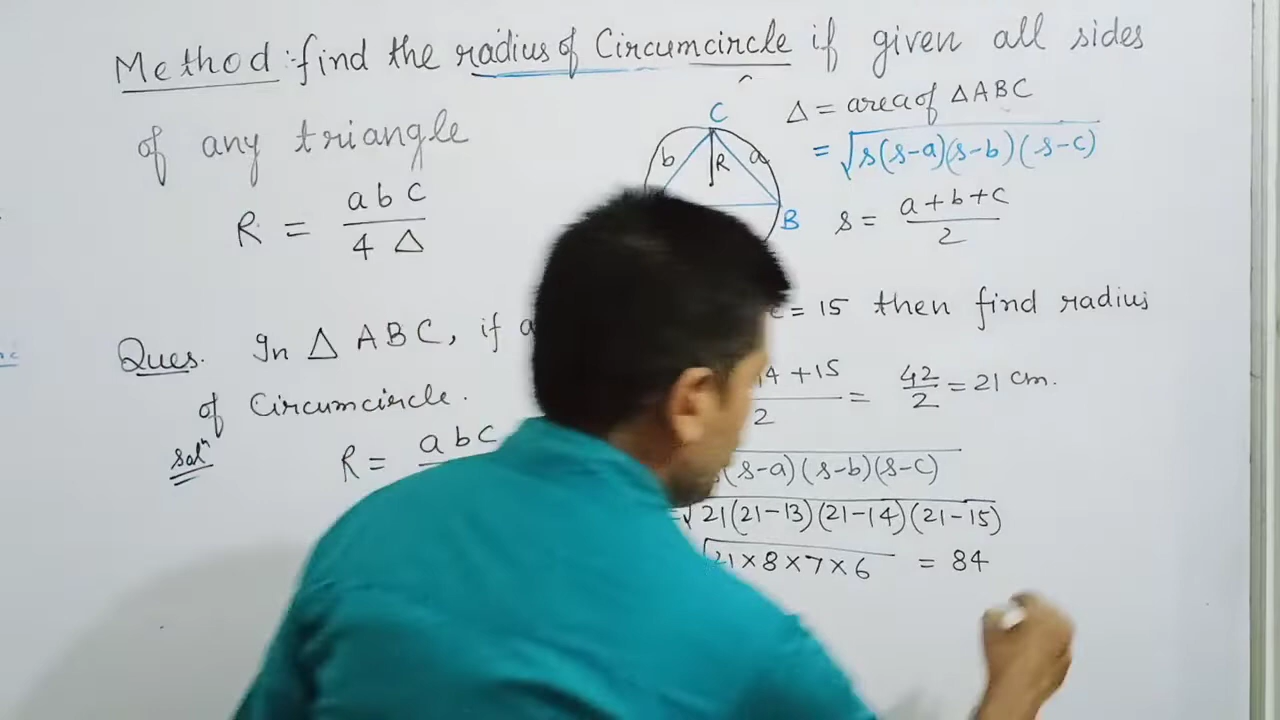 Method :- find the radius of Circumcircle if given all sides
of any triangle
R = abc / 4 Δ
C
b
R
a
B
Δ = area of ΔABC
= √s(s-a)(s-b)(s-c)
s = a+b+c / 2
Ques. In Δ ABC, if a = 15 then find radius
of Circumcircle.
Solⁿ
R = abc
14 + 15 / 2 = 42 / 2 = 21 cm.
(s-a)(s-b)(s-c)
= √21(21-13)(21-14)(21-15)
√21×8×7×6 = 84